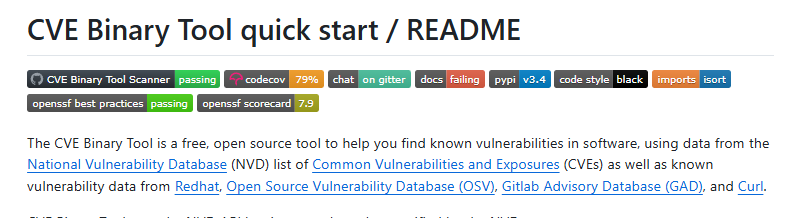 CVE Binary Tool quick start / README
CVE Binary Tool Scanner passing codecov 79% chat on gitter docs failing pypi v3.4 code style black imports isort
openssf best practices passing openssf scorecard 7.9
The CVE Binary Tool is a free, open source tool to help you find known vulnerabilities in software, using data from the
National Vulnerability Database (NVD) list of Common Vulnerabilities and Exposures (CVEs) as well as known
vulnerability data from Redhat, Open Source Vulnerability Database (OSV), Gitlab Advisory Database (GAD), and Curl.